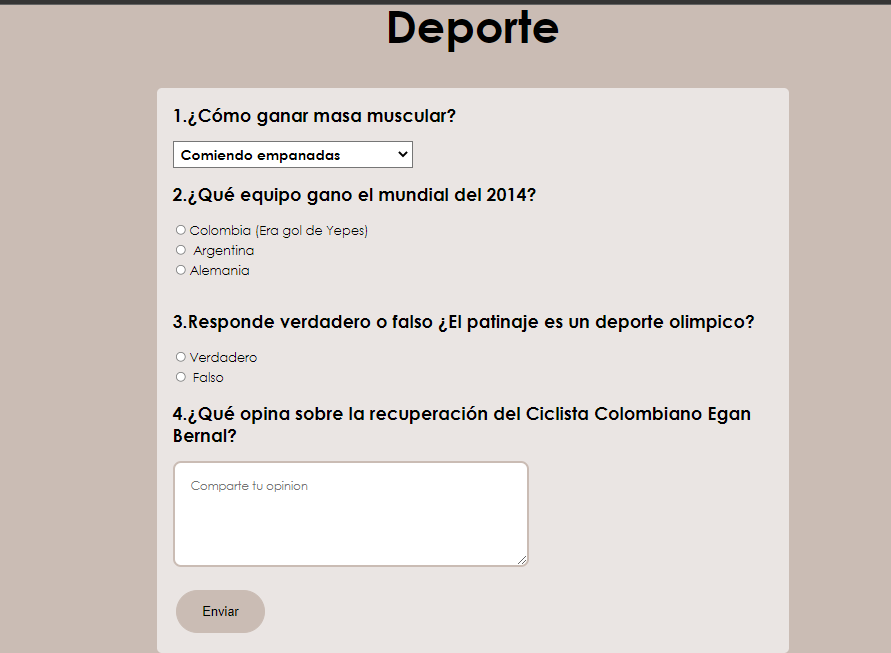 Deporte
1.¿Cómo ganar masa muscular?
Comiendo empanadas
2.¿Qué equipo gano el mundial del 2014?
Colombia (Era gol de Yepes)
Argentina
Alemania
3.Responde verdadero o falso ¿El patinaje es un deporte olimpico?
Verdadero
Falso
4.¿Qué opina sobre la recuperación del Ciclista Colombiano Egan
Bernal?
Comparte tu opinion
Enviar